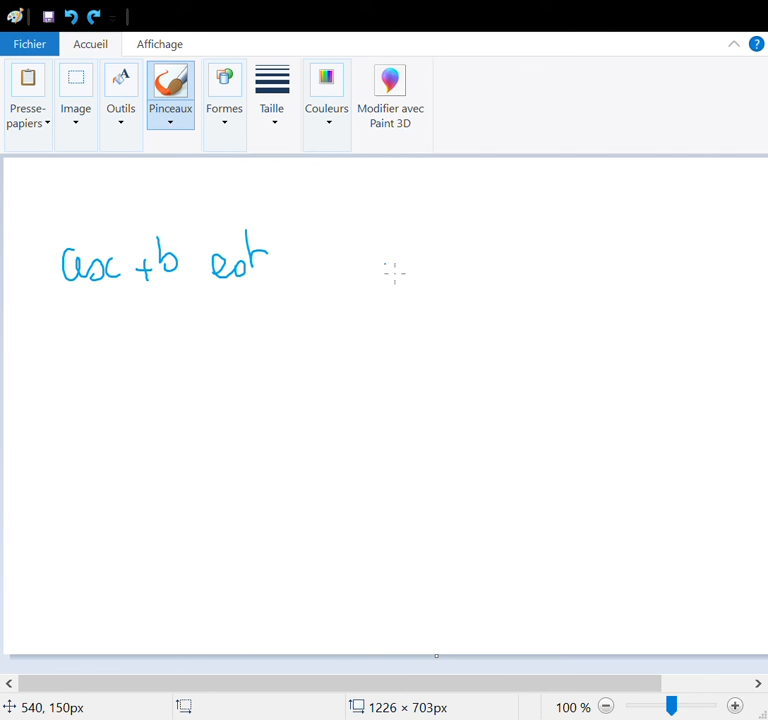 Fichier Accueil Affichage
Presse-papiers Image Outils Pinceaux Formes Taille Couleurs Modifier avec Paint 3D
ax + b est
540, 150px 1226 × 703px 100 %